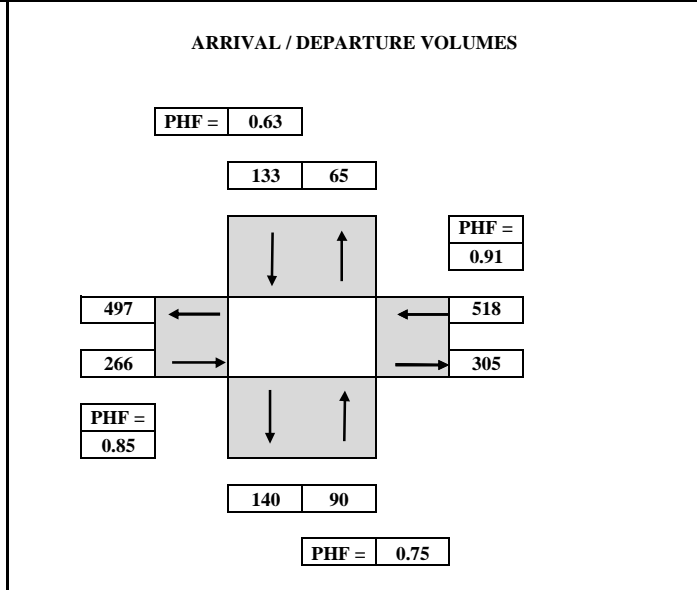 ARRIVAL / DEPARTURE VOLUMES
PHF = 0.63
133 65
PHF =
0.91
497 518
266 305
PHF =
0.85
140 90
PHF = 0.75